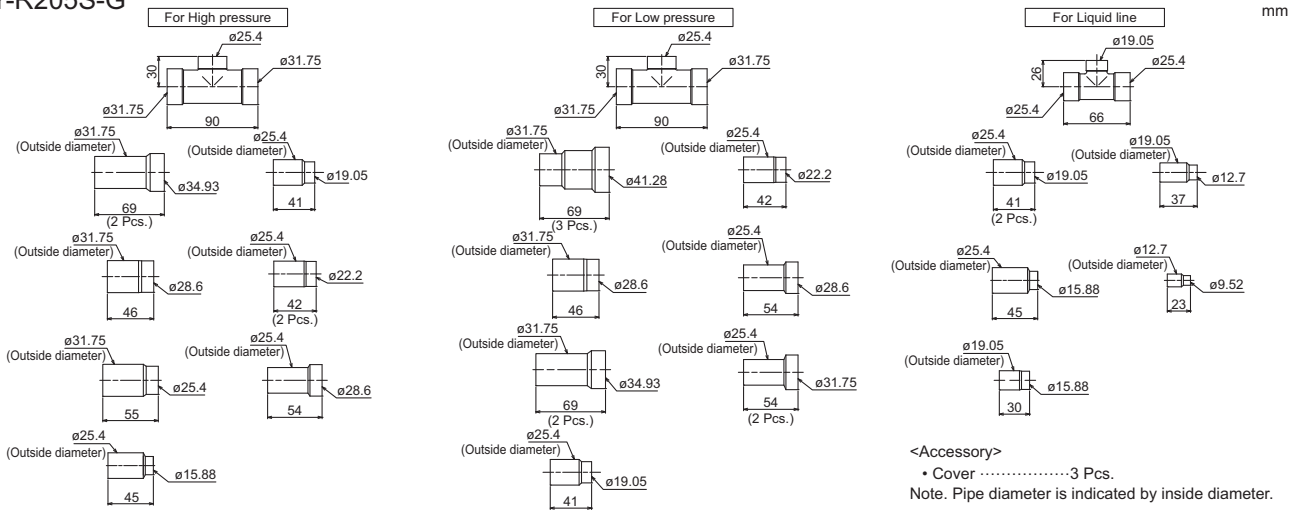 r-R205S-G
mm
For High pressure
ø25.4
30
ø31.75
ø31.75
90
ø31.75
(Outside diameter)
ø34.93
69
(2 Pcs.)
ø25.4
(Outside diameter)
ø19.05
41
ø31.75
(Outside diameter)
ø28.6
46
ø25.4
(Outside diameter)
ø22.2
42
(2 Pcs.)
ø31.75
(Outside diameter)
ø25.4
55
ø25.4
(Outside diameter)
ø28.6
54
ø25.4
(Outside diameter)
ø15.88
45
For Low pressure
ø25.4
30
ø31.75
ø31.75
90
ø31.75
(Outside diameter)
ø41.28
69
(3 Pcs.)
ø25.4
(Outside diameter)
ø22.2
42
ø31.75
(Outside diameter)
ø28.6
46
ø25.4
(Outside diameter)
ø28.6
54
ø31.75
(Outside diameter)
ø34.93
69
(2 Pcs.)
ø25.4
(Outside diameter)
ø31.75
54
(2 Pcs.)
ø25.4
(Outside diameter)
ø19.05
41
For Liquid line
ø19.05
26
ø25.4
ø25.4
66
ø25.4
(Outside diameter)
ø19.05
41
(2 Pcs.)
ø19.05
(Outside diameter)
ø12.7
37
ø25.4
(Outside diameter)
ø15.88
45
ø12.7
(Outside diameter)
ø9.52
23
ø19.05
(Outside diameter)
ø15.88
30
<Accessory>
• Cover ·················3 Pcs.
Note. Pipe diameter is indicated by inside diameter.